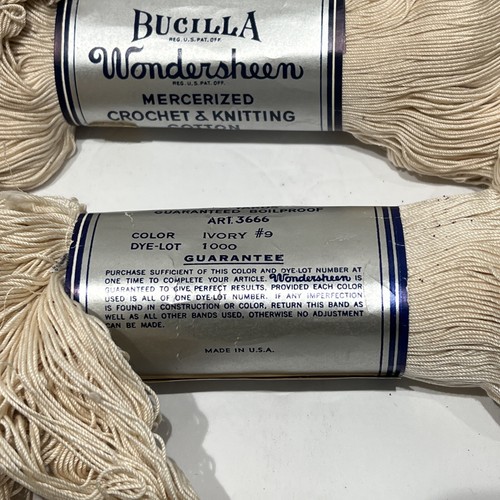 BUCILLA
REG. U.S. PAT. OFF.
Wondersheen
REG. U.S. PAT. OFF.
MERCERIZED
CROCHET & KNITTING
COTTON
GUARANTEED BOILPROOF
ART. 3666
COLOR IVORY #9
DYE-LOT 1000
GUARANTEE
PURCHASE SUFFICIENT OF THIS COLOR AND DYE-LOT NUMBER AT
ONE TIME TO COMPLETE YOUR ARTICLE. Wondersheen IS
GUARANTEED TO GIVE PERFECT RESULTS, PROVIDED EACH COLOR
USED IS ALL OF ONE DYE-LOT NUMBER. IF ANY IMPERFECTION
IS FOUND IN CONSTRUCTION OR COLOR, RETURN THIS BAND AS
WELL AS ALL OTHER BANDS USED, OTHERWISE NO ADJUSTMENT
CAN BE MADE.
MADE IN U.S.A.